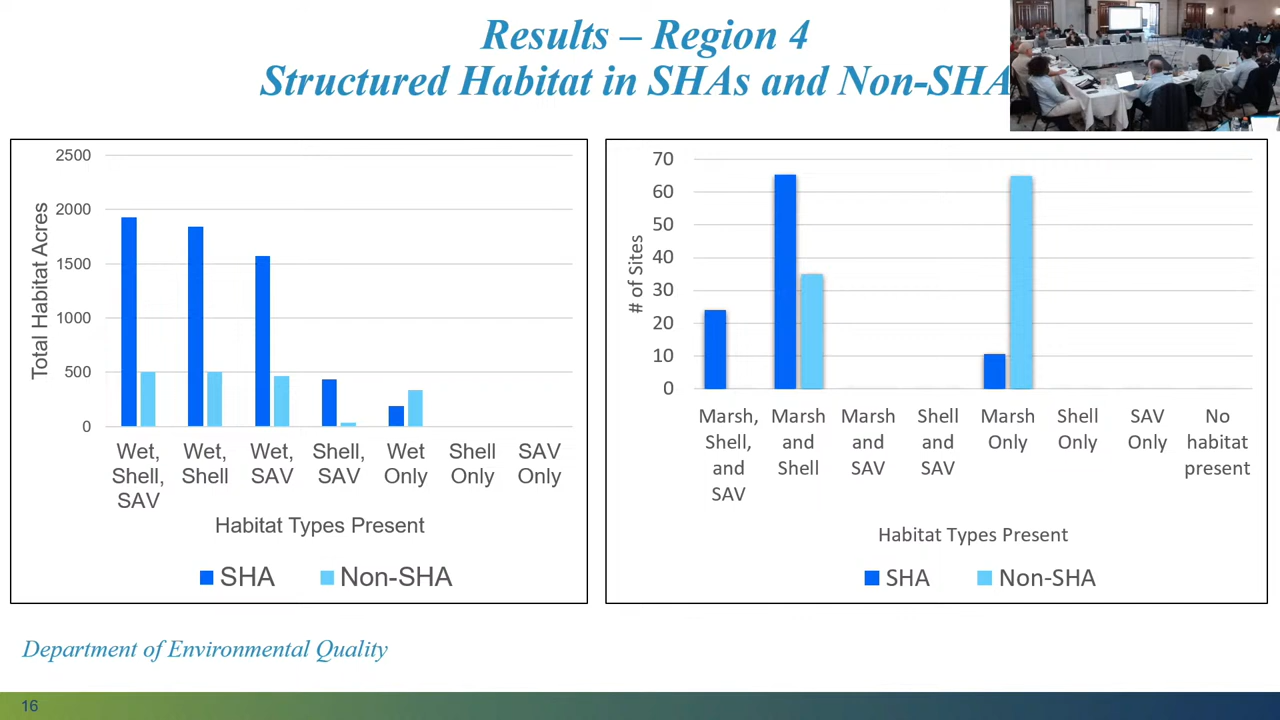 Results – Region 4
Structured Habitat in SHAs and Non-SHA
Total Habitat Acres
2500
2000
1500
1000
500
0
Wet, Shell, SAV
Wet, Shell
Wet, SAV
Shell, SAV
Wet Only
Shell Only
SAV Only
Habitat Types Present
SHA
Non-SHA
# of Sites
70
60
50
40
30
20
10
0
Marsh, Shell, and SAV
Marsh and Shell
Marsh and SAV
Shell and SAV
Marsh Only
Shell Only
SAV Only
No habitat present
Habitat Types Present
SHA
Non-SHA
Department of Environmental Quality
16